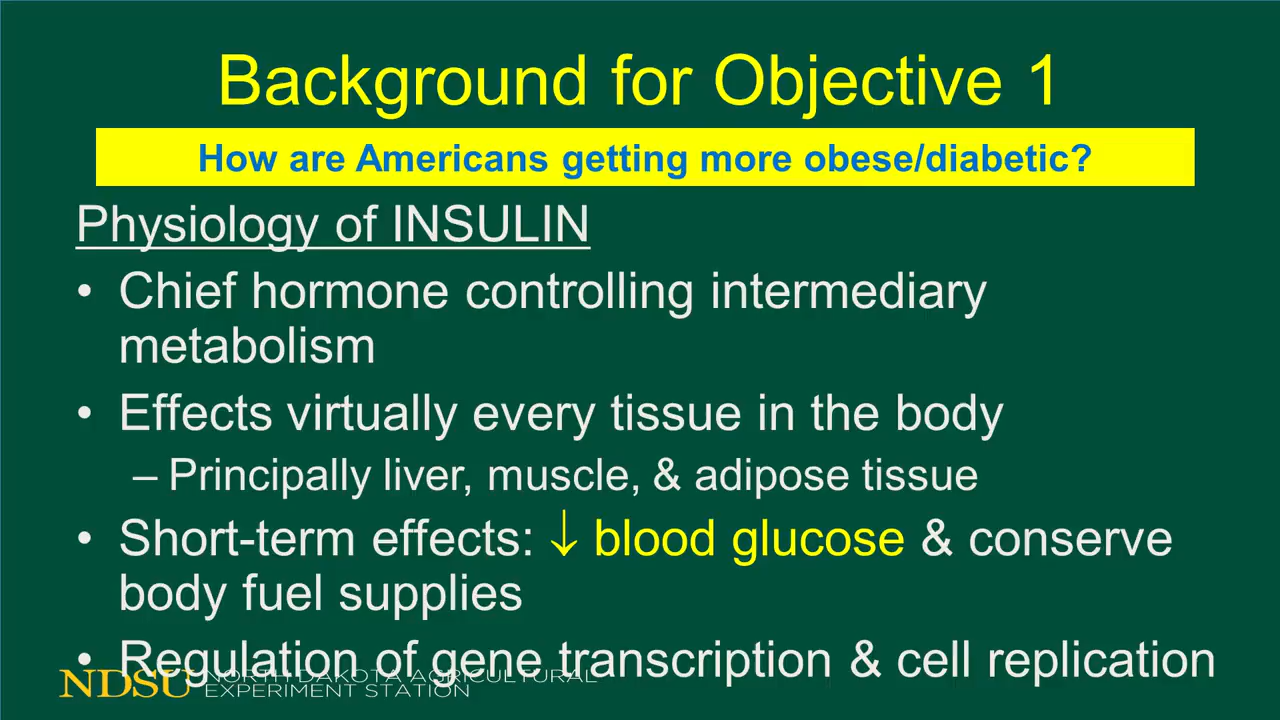 Background for Objective 1
How are Americans getting more obese/diabetic?
Physiology of INSULIN
• Chief hormone controlling intermediary
metabolism
• Effects virtually every tissue in the body
– Principally liver, muscle, & adipose tissue
• Short-term effects: ↓ blood glucose & conserve
body fuel supplies
• Regulation of gene transcription & cell replication
NDSU NORTH DAKOTA AGRICULTURAL
EXPERIMENT STATION